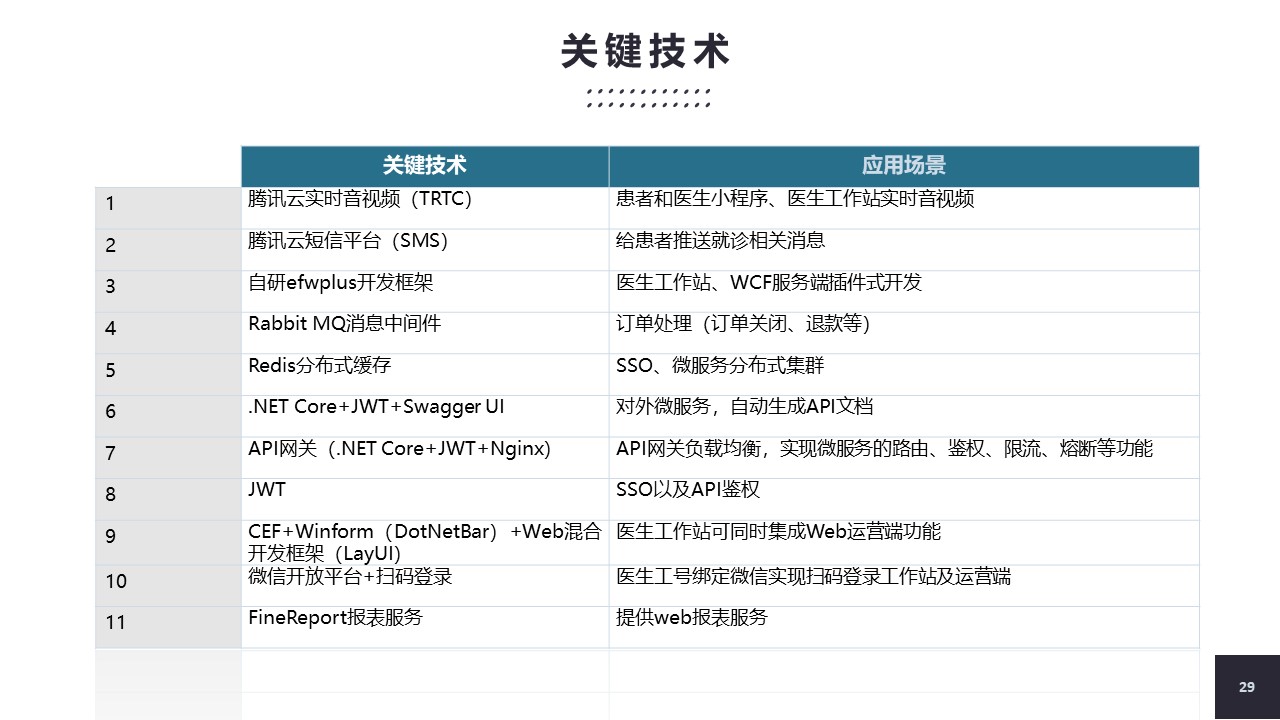 关键技术
关键技术 应用场景
1 腾讯云实时音视频（TRTC） 患者和医生小程序、医生工作站实时音视频
2 腾讯云短信平台（SMS） 给患者推送就诊相关消息
3 自研efwplus开发框架 医生工作站、WCF服务端插件式开发
4 Rabbit MQ消息中间件 订单处理（订单关闭、退款等）
5 Redis分布式缓存 SSO、微服务分布式集群
6 .NET Core+JWT+Swagger UI 对外微服务，自动生成API文档
7 API网关（.NET Core+JWT+Nginx) API网关负载均衡，实现微服务的路由、鉴权、限流、熔断等功能
8 JWT SSO以及API鉴权
9 CEF+Winform（DotNetBar）+Web混合 医生工作站可同时集成Web运营端功能
开发框架（LayUI）
10 微信开放平台+扫码登录 医生工号绑定微信实现扫码登录工作站及运营端
11 FineReport报表服务 提供web报表服务
29